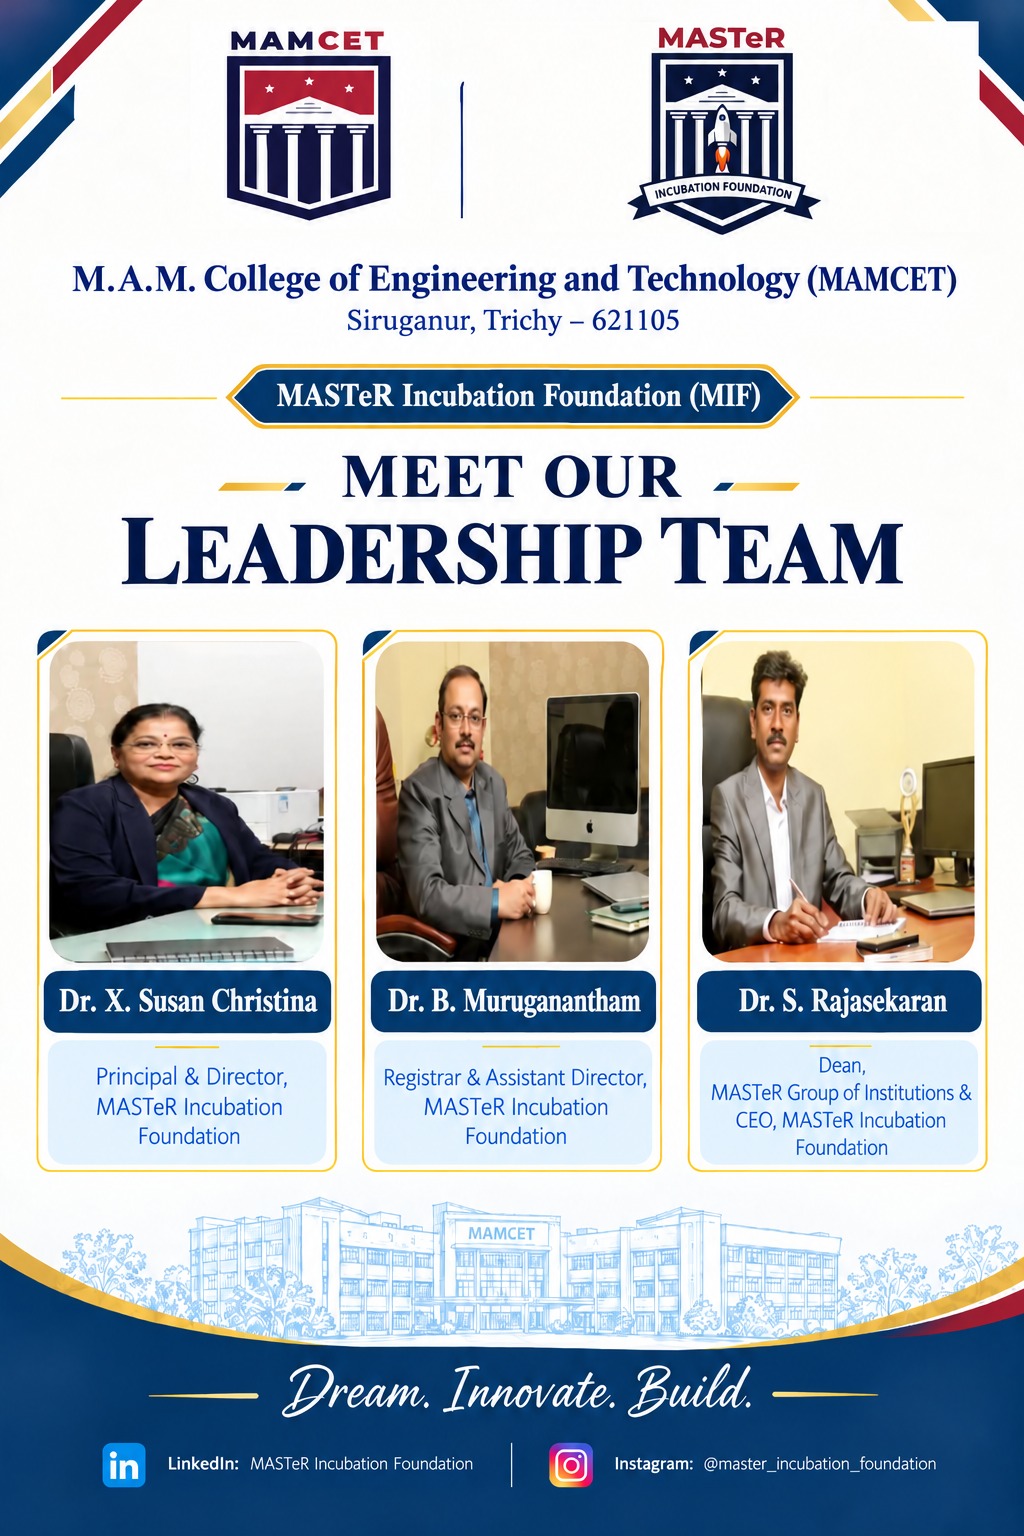 MAMCET
MASTeR
INCUBATION FOUNDATION
M.A.M. College of Engineering and Technology (MAMCET)
Siruganur, Trichy – 621105
MASTeR Incubation Foundation (MIF)
MEET OUR
LEADERSHIP TEAM
Dr. X. Susan Christina
Principal & Director,
MASTeR Incubation
Foundation
Dr. B. Muruganantham
Registrar & Assistant Director,
MASTeR Incubation
Foundation
Dr. S. Rajasekaran
Dean,
MASTeR Group of Institutions &
CEO, MASTeR Incubation
Foundation
MAMCET
Dream. Innovate. Build.
in LinkedIn: MASTeR Incubation Foundation
Instagram: @master_incubation_foundation